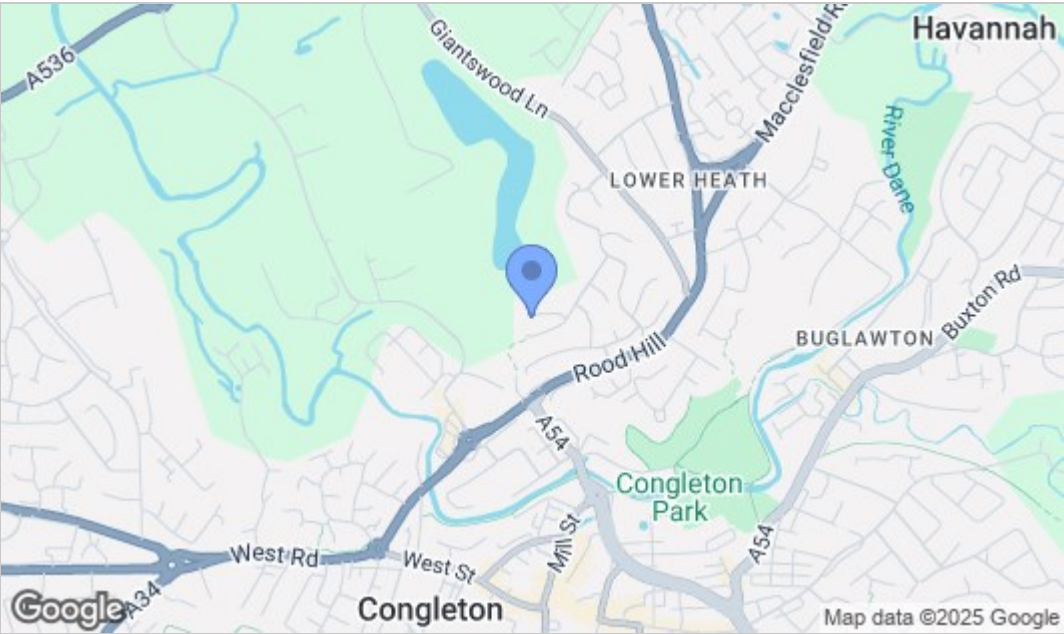 Havannah
A536
Giantswood Ln
Macclesfield R
LOWER HEATH
River Dane
Buxton Rd
BUGLAWTON
Rood Hill
A54
Congleton
Park
Mill St
A54
West Rd
West St
A34
Congleton
Google
Map data ©2025 Google